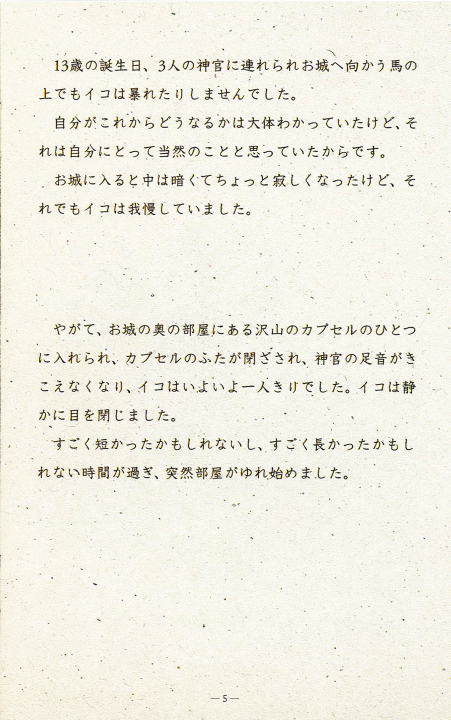 13歳の誕生日、3人の神官に連れられお城へ向かう馬の
上でもイコは暴れたりしませんでした。
自分がこれからどうなるかは大体わかっていたけど、そ
れは自分にとって当然のことと思っていたからです。
お城に入ると中は暗くてちょっと寂しくなったけど、そ
れでもイコは我慢していました。
やがて、お城の奥の部屋にある沢山のカプセルのひとつ
に入れられ、カプセルのふたが閉ざされ、神官の足音がき
こえなくなり、イコはいよいよ一人きりでした。イコは静
かに目を閉じました。
すごく短かったかもしれないし、すごく長かったかもし
れない時間が過ぎ、突然部屋がゆれ始めました。
— 5 —